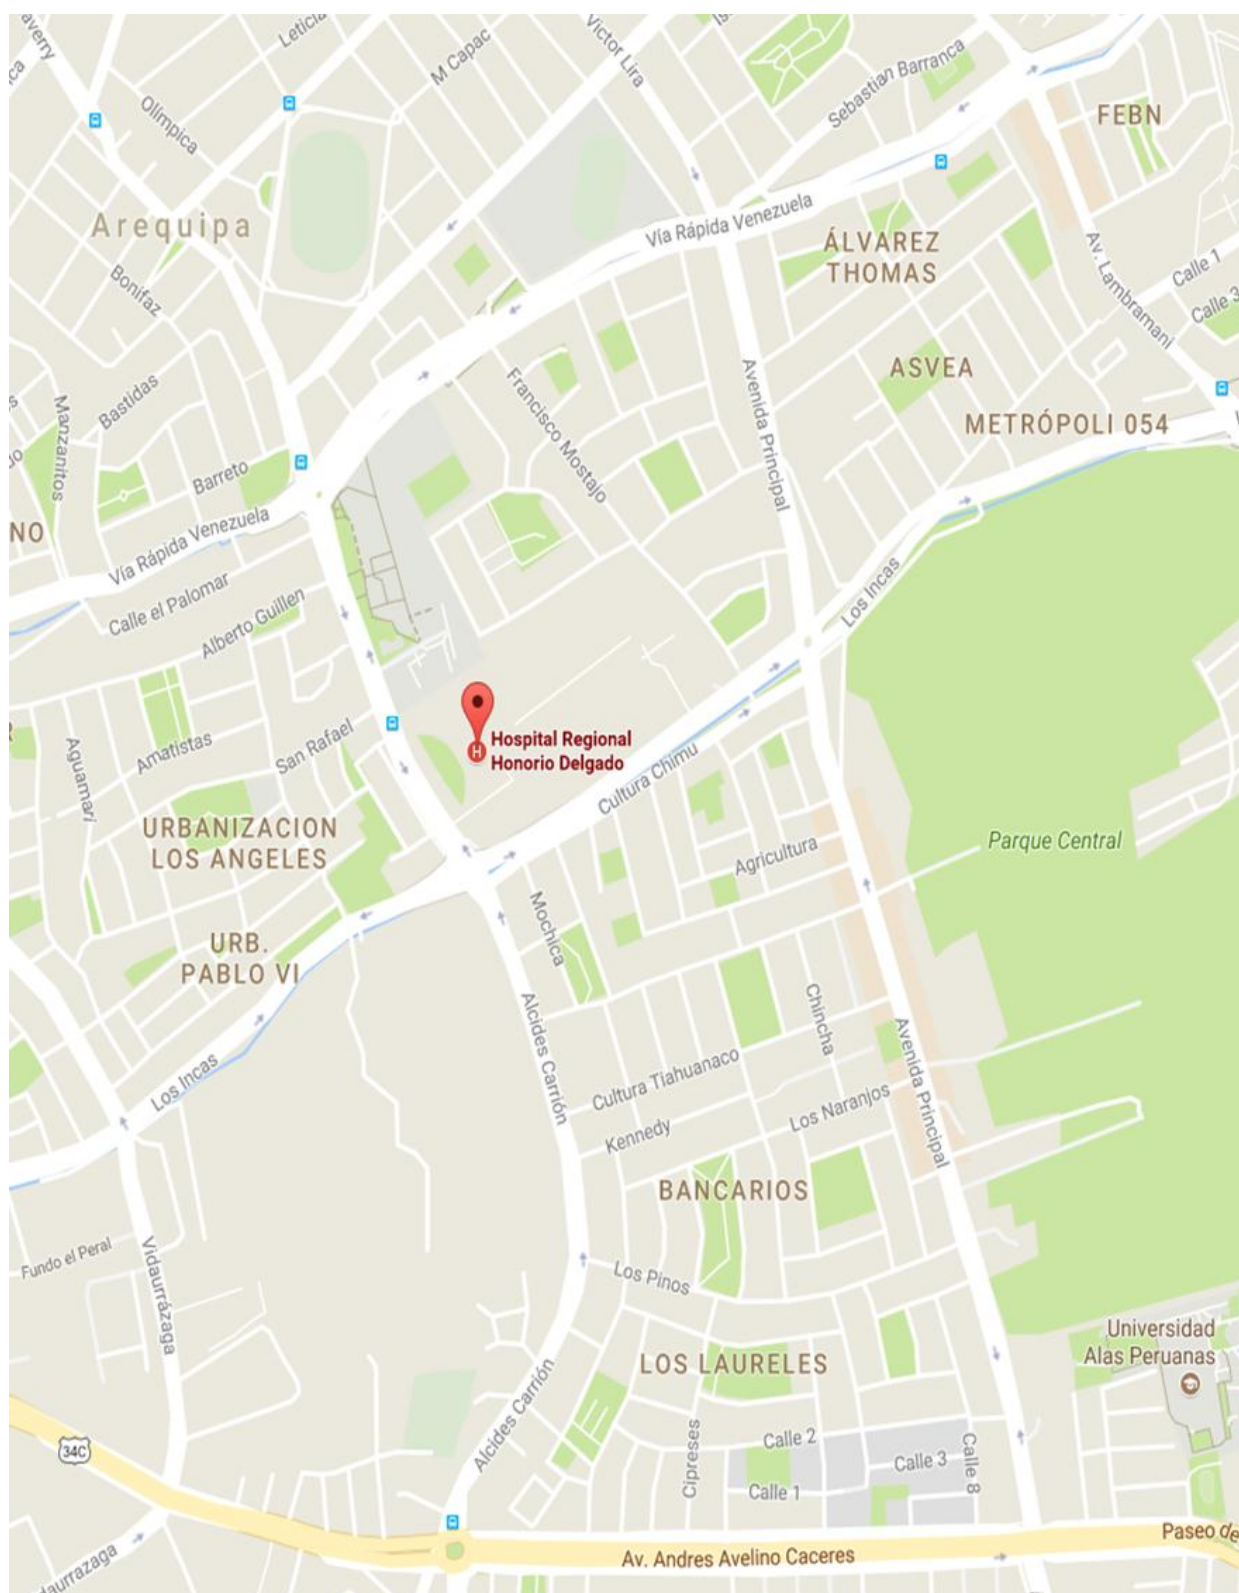 Leticia
M Capac
Victor Lira
Sebastian Barranca
FEBN
Olimpica
Arequipa
Vía Rápida Venezuela
ÁLVAREZ
THOMAS
Av. Lambramani
Calle 1
Calle 3
Bonifaz
Bastidas
Manzanitos
Francisco Mostajo
Avenida Principal
ASVEA
METRÓPOLI 054
Barreto
NO
Vía Rápida Venezuela
Calle el Palomar
Alberto Guillen
Los Incas
Hospital Regional
Honorio Delgado
Aguamari
Amatistas
San Rafael
Cultura Chimu
URBANIZACION
LOS ANGELES
Agricultura
Parque Central
Mochica
URB.
PABLO VI
Chincha
Alcides Carrión
Avenida Principal
Los Incas
Cultura Tiahuanaco
Los Naranjos
Kennedy
BANCARIOS
Fundo el Peral
Vidaurrázaga
Los Pinos
Universidad
Alas Peruanas
LOS LAURELES
Alcides Carrión
Cipreses
Calle 2
Calle 3
Calle 8
34C
Calle 1
Paseo de
Av. Andres Avelino Caceres